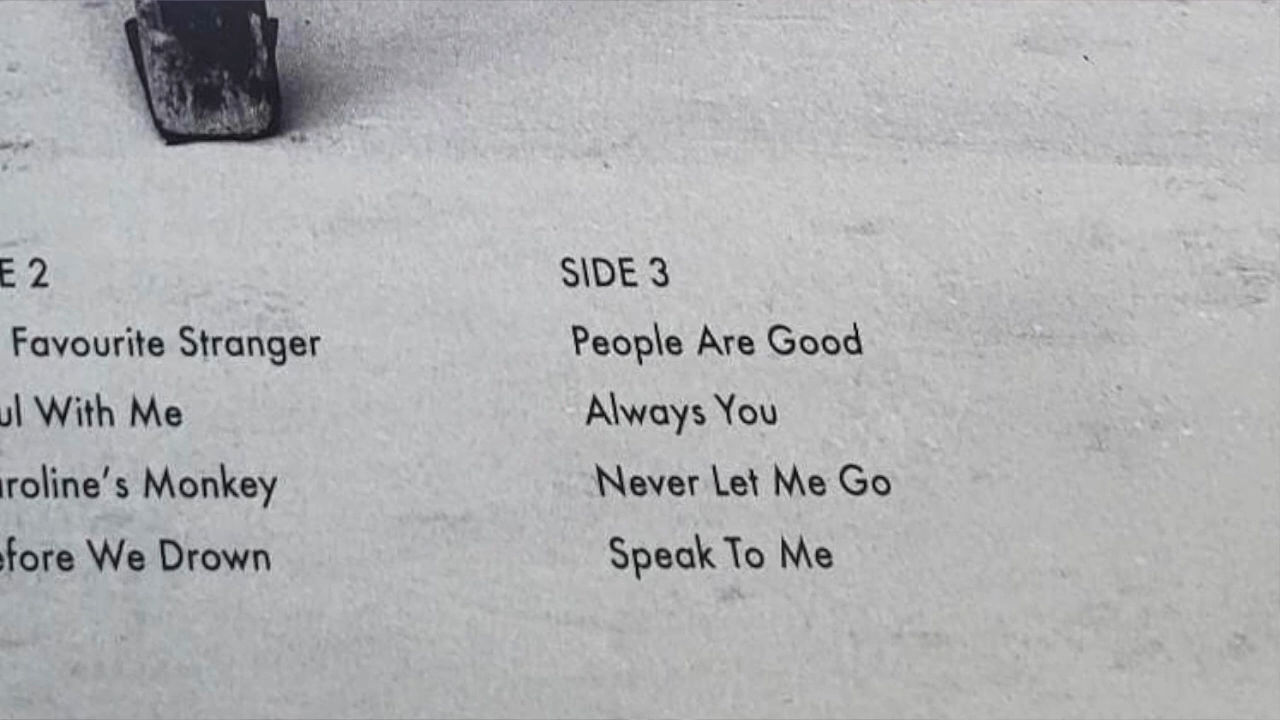 E 2
Favourite Stranger
ul With Me
roline's Monkey
efore We Drown
SIDE 3
People Are Good
Always You
Never Let Me Go
Speak To Me